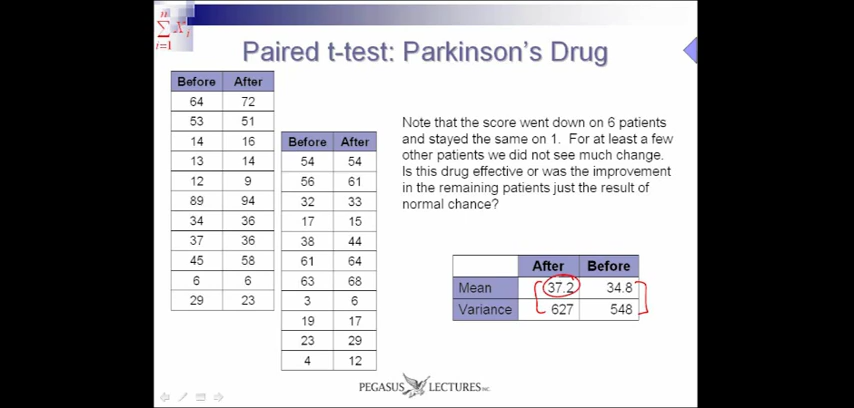 n
∑ Xi
i=1
Paired t-test: Parkinson's Drug
Before After
64 72
53 51
14 16
13 14
12 9
89 94
34 36
37 36
45 58
6 6
29 23
Before After
54 54
56 61
32 33
17 15
38 44
61 64
63 68
3 6
19 17
23 29
4 12
Note that the score went down on 6 patients
and stayed the same on 1. For at least a few
other patients we did not see much change.
Is this drug effective or was the improvement
in the remaining patients just the result of
normal chance?
After Before
Mean 37.2 34.8
Variance 627 548
PEGASUS LECTURES INC.